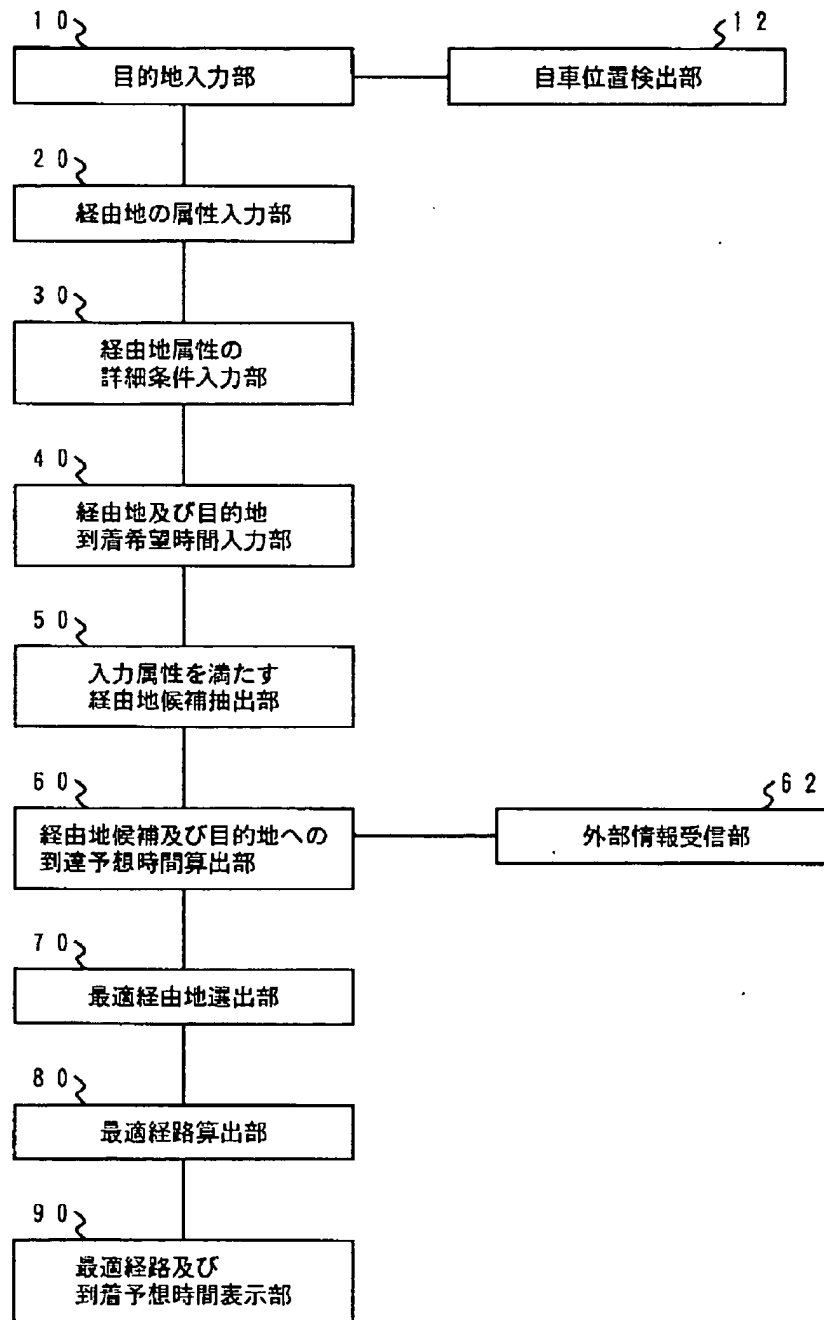 10
12
目的地入力部
自車位置検出部
20
経由地の属性入力部
30
経由地属性の
詳細条件入力部
40
経由地及び目的地
到着希望時間入力部
50
入力属性を満たす
経由地候補抽出部
60
62
経由地候補及び目的地への
到達予想時間算出部
外部情報受信部
70
最適経由地選出部
80
最適経路算出部
90
最適経路及び
到着予想時間表示部